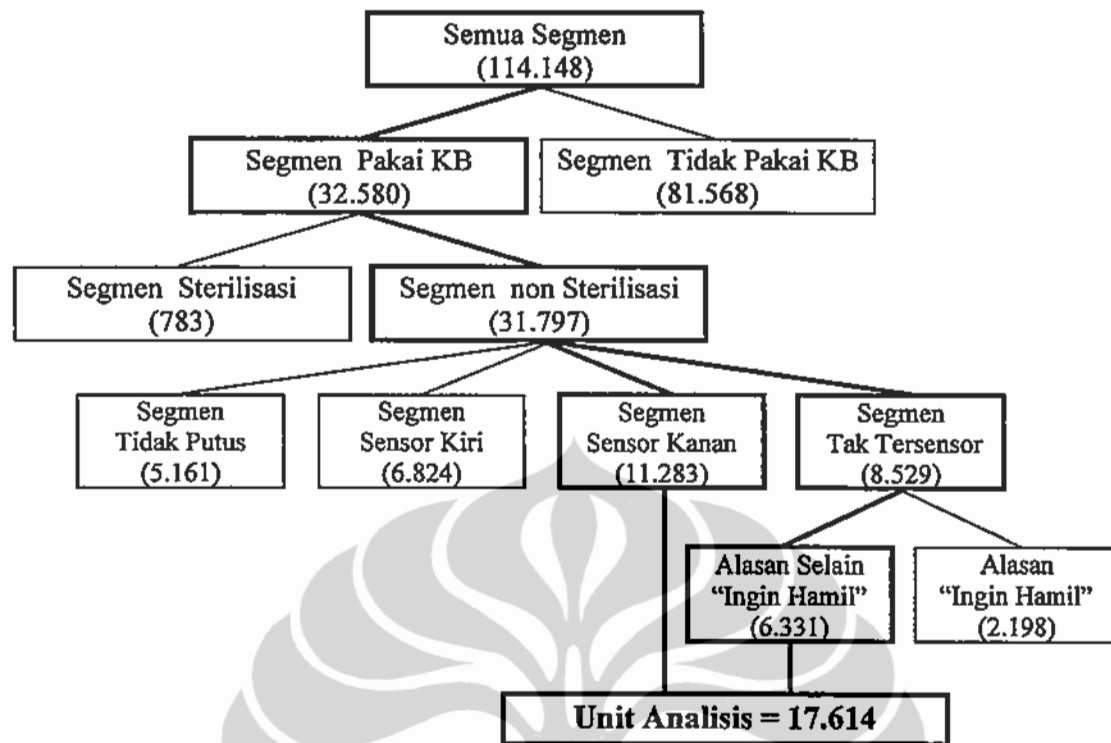 Semua Segmen
(114.148)
Segmen Pakai KB
(32.580)
Segmen Tidak Pakai KB
(81.568)
Segmen Sterilisasi
(783)
Segmen non Sterilisasi
(31.797)
Segmen
Tidak Putus
(5.161)
Segmen
Sensor Kiri
(6.824)
Segmen
Sensor Kanan
(11.283)
Segmen
Tak Tersensor
(8.529)
Alasan Selain
“Ingin Hamil”
(6.331)
Alasan
“Ingin Hamil”
(2.198)
Unit Analisis = 17.614